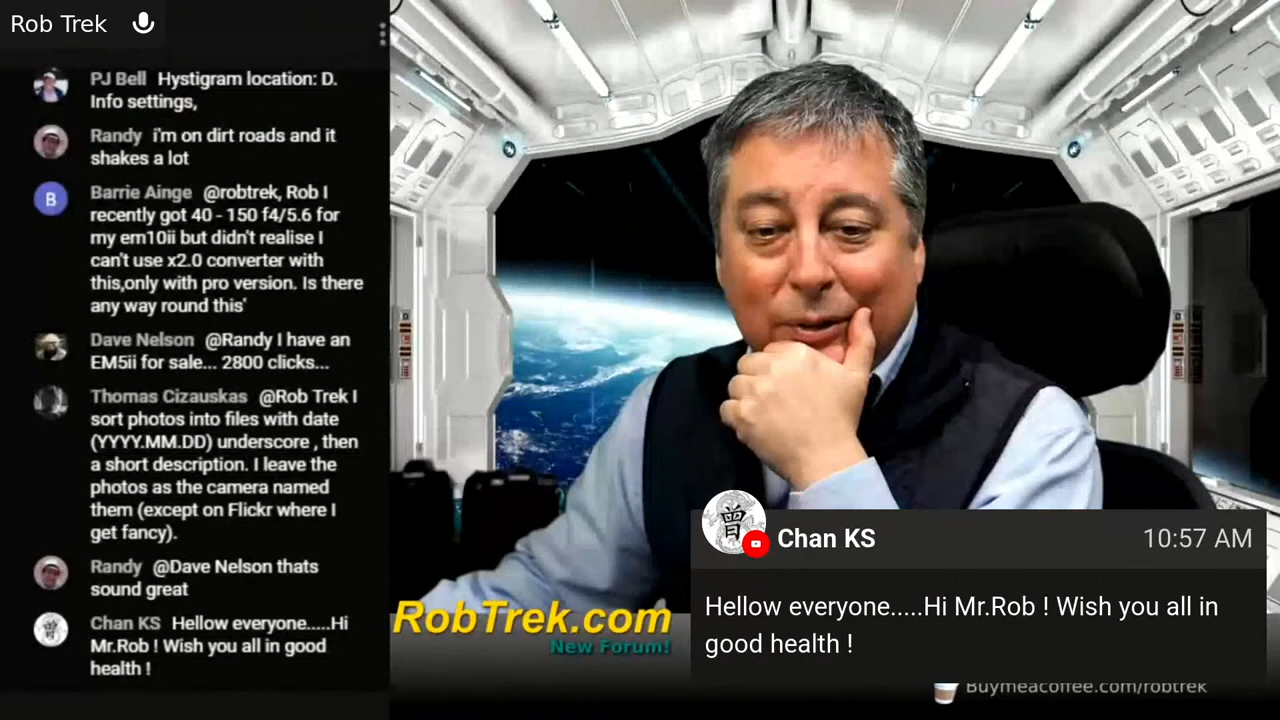 Rob Trek
PJ Bell Hystigram location: D.
Info settings,
Randy i'm on dirt roads and it
shakes a lot
B
Barrie Ainge @robtrek, Rob I
recently got 40 - 150 f4/5.6 for
my em10ii but didn't realise I
can't use x2.0 converter with
this,only with pro version. Is there
any way round this'
Dave Nelson @Randy I have an
EM5ii for sale... 2800 clicks...
Thomas Cizauskas @Rob Trek I
sort photos into files with date
(YYYY.MM.DD) underscore , then
a short description. I leave the
photos as the camera named
them (except on Flickr where I
get fancy).
Randy @Dave Nelson thats
sound great
Chan KS Hellow everyone.....Hi
Mr.Rob ! Wish you all in good
health !
RobTrek.com
New Forum!
曾
Chan KS 10:57 AM
Hellow everyone.....Hi Mr.Rob ! Wish you all in
good health !
Buymeacoffee.com/robtrek